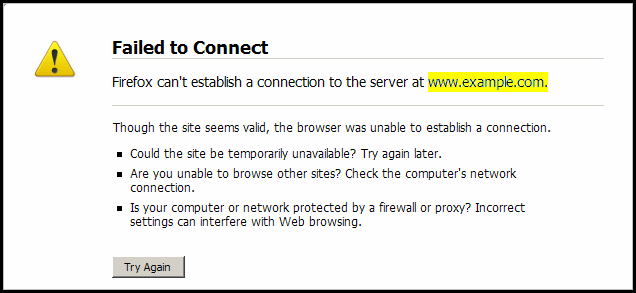 Failed to Connect
Firefox can't establish a connection to the server at www.example.com.
Though the site seems valid, the browser was unable to establish a connection.
Could the site be temporarily unavailable? Try again later.
Are you unable to browse other sites? Check the computer's network
connection.
Is your computer or network protected by a firewall or proxy? Incorrect
settings can interfere with Web browsing.
Try Again